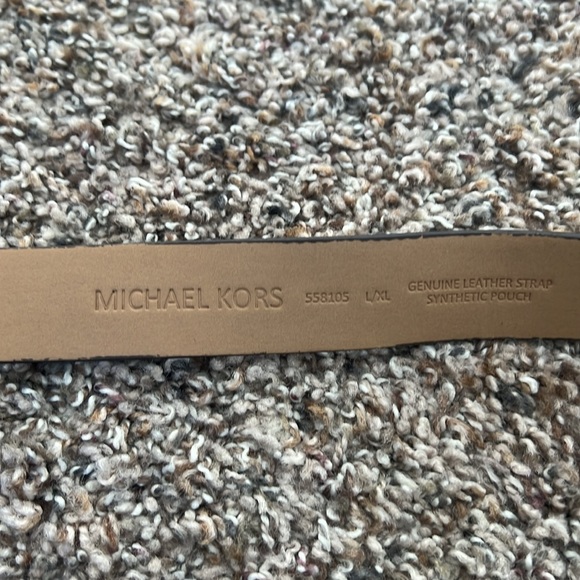 MICHAEL KORS 558105 L/XL GENUINE LEATHER STRAP
SYNTHETIC POUCH